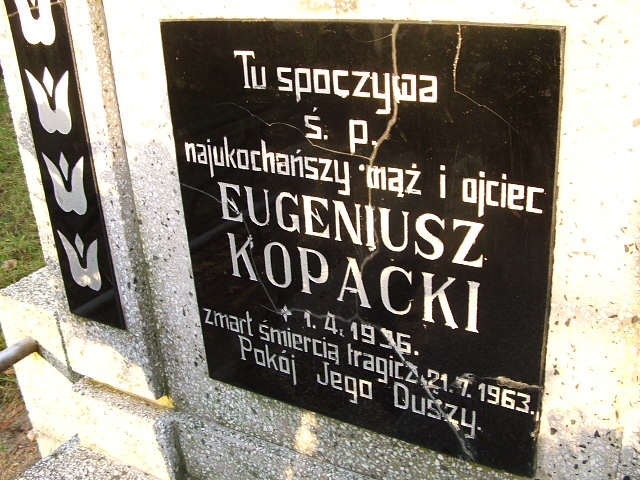 Tu spoczywa
ś. p.
najukochańszy mąż i ojciec
EUGENIUSZ
KOPACKI
+ 1. 4. 1936.
zmarł śmiercią tragicz. 21. 7. 1963.
Pokój Jego Duszy.